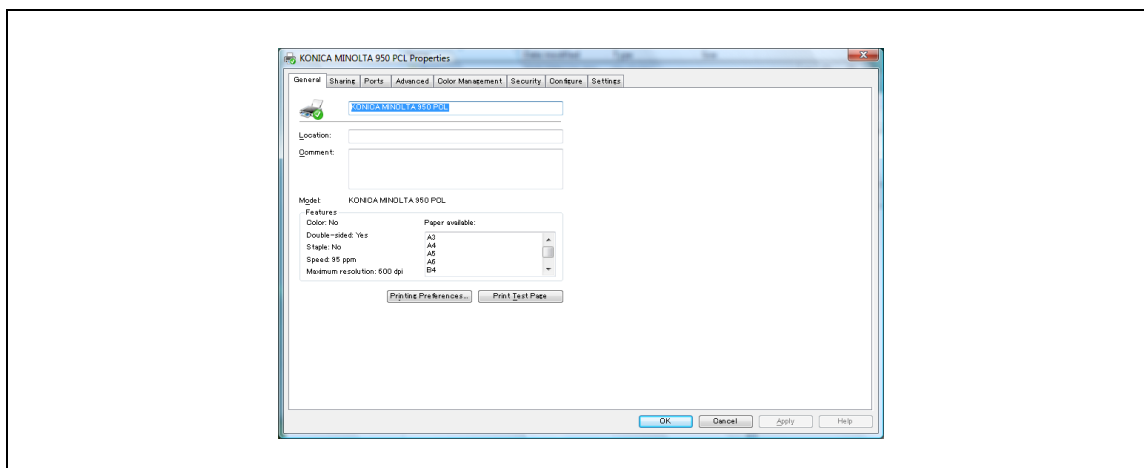 KONICA MINOLTA 950 PCL Properties
General Sharing Ports Advanced Color Management Security Configure Settings
KONICA MINOLTA 950 PCL
Location:
Comment:
Model: KONICA MINOLTA 950 PCL
Features
Color: No Paper available:
Double-sided: Yes A3
Staple: No A4
A5
Speed: 95 ppm A6
Maximum resolution: 600 dpi B4
Printing Preferences... Print Test Page
OK Cancel Apply Help